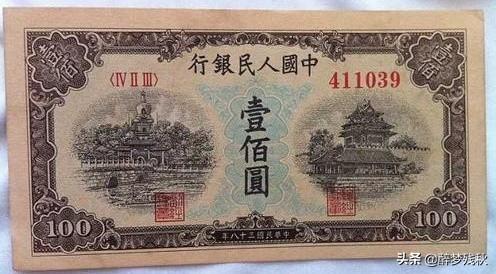 壹佰
壹佰
中國人民銀行
〈IV II III〉
411039
壹佰圓
100
中華民國三十八年
100
头条 @醉梦残秋